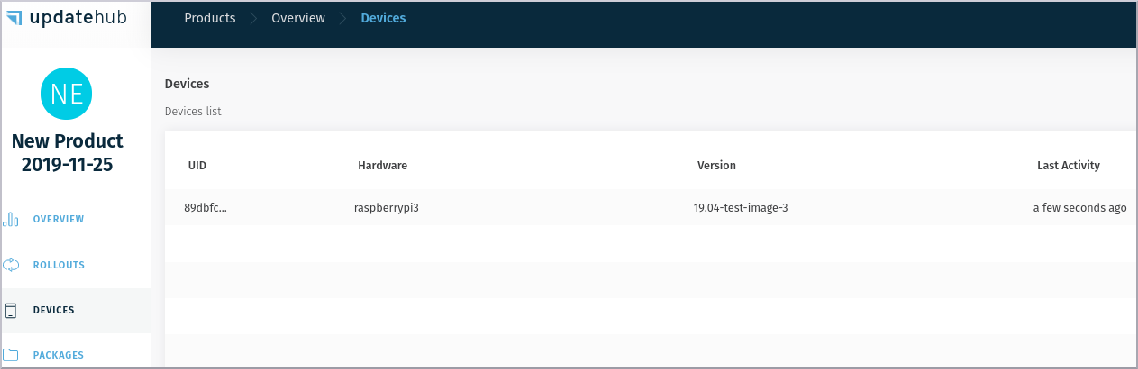 updatehub
Products Overview Devices
NE
New Product
2019-11-25
OVERVIEW
ROLLOUTS
DEVICES
PACKAGES
Devices
Devices list
UID Hardware Version Last Activity
89dbfc... raspberrypi3 19.04-test-image-3 a few seconds ago